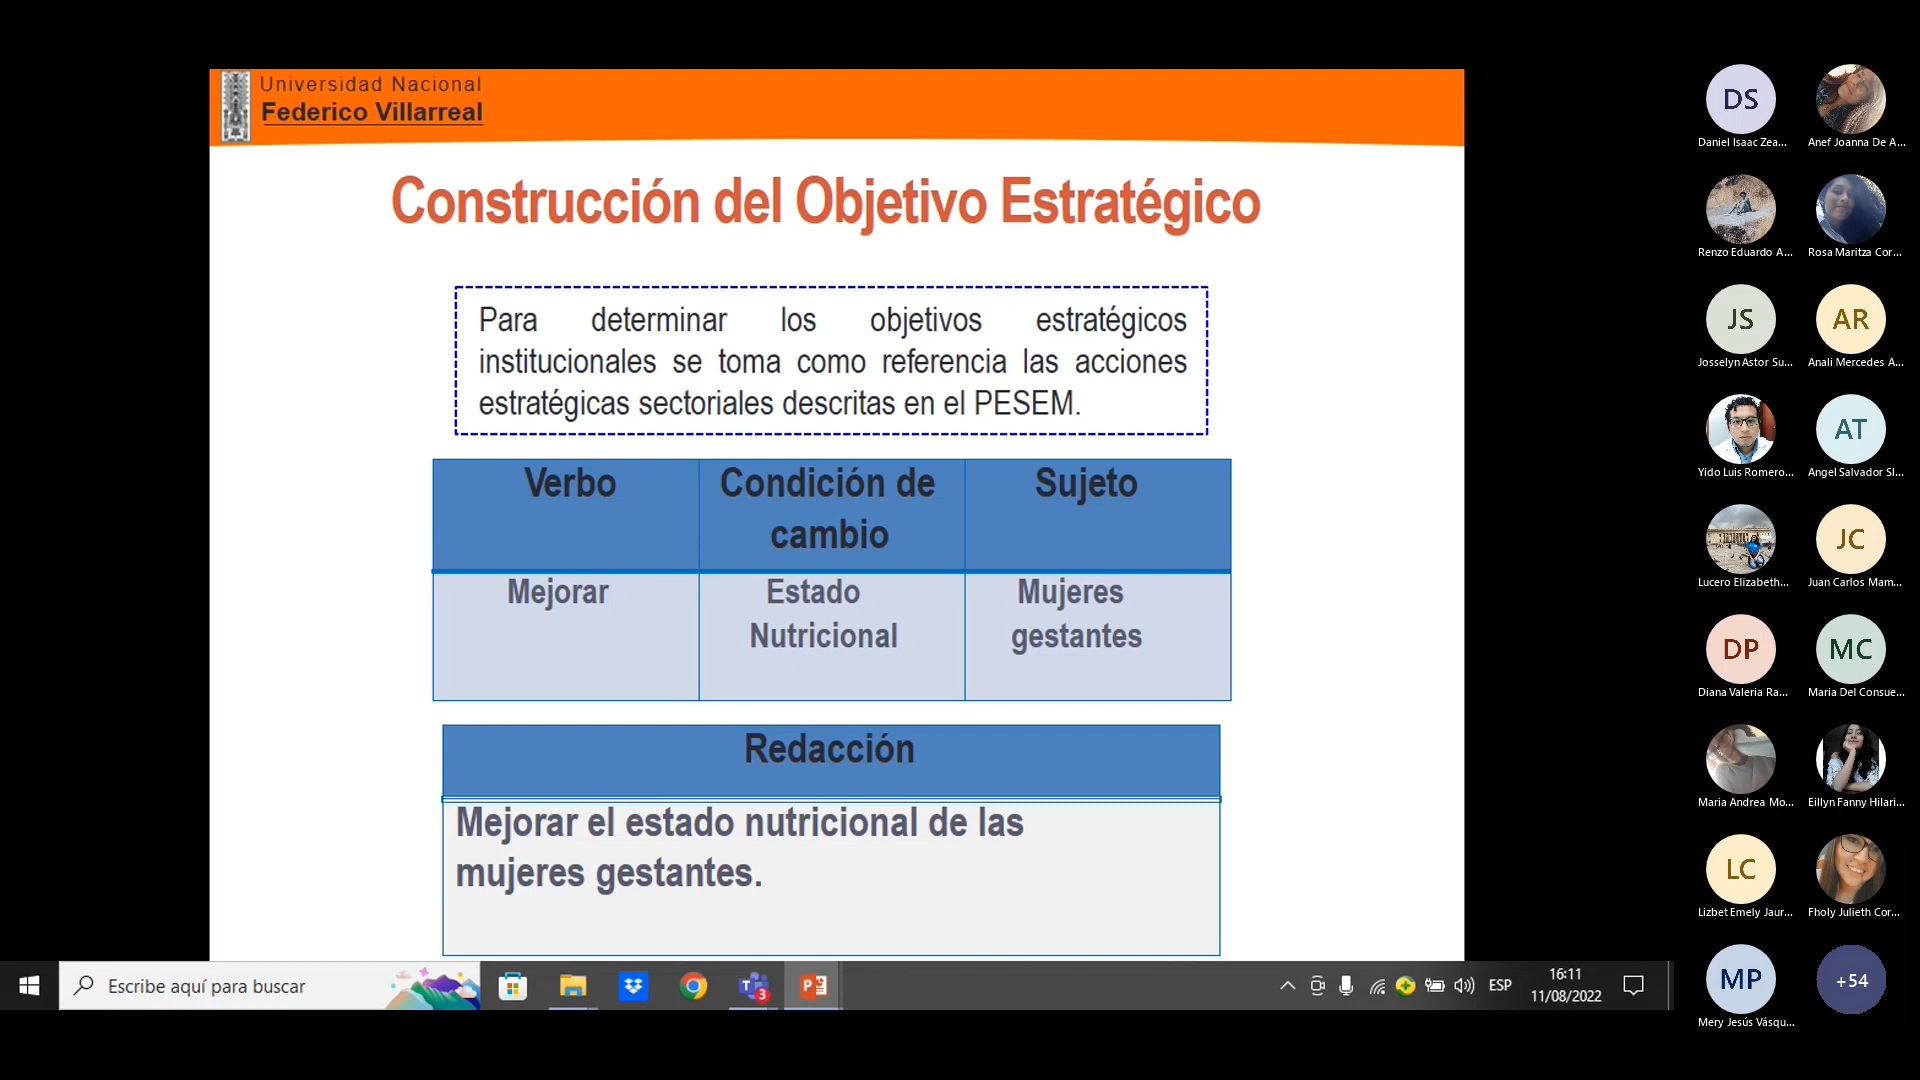 Universidad Nacional
Federico Villarreal
Construcción del Objetivo Estratégico
Para determinar los objetivos estratégicos
institucionales se toma como referencia las acciones
estratégicas sectoriales descritas en el PESEM.
Verbo
Condición de
cambio
Sujeto
Mejorar
Estado
Nutricional
Mujeres
gestantes
Redacción
Mejorar el estado nutricional de las
mujeres gestantes.
Escribe aquí para buscar
3
ESP
16:11
11/08/2022
DS
Daniel Isaac Zea...
Anef Joanna De A...
Renzo Eduardo A...
Rosa Maritza Cor...
JS
Josselyn Astor Su...
AR
Anali Mercedes A...
Yido Luis Romero...
AT
Angel Salvador Sl...
Lucero Elizabeth...
JC
Juan Carlos Mam...
DP
Diana Valeria Ra...
MC
Maria Del Consue...
Maria Andrea Mo...
Eillyn Fanny Hilari...
LC
Lizbet Emely Jaur...
Fholy Julieth Cor...
MP
Mery Jesús Vásqu...
+54